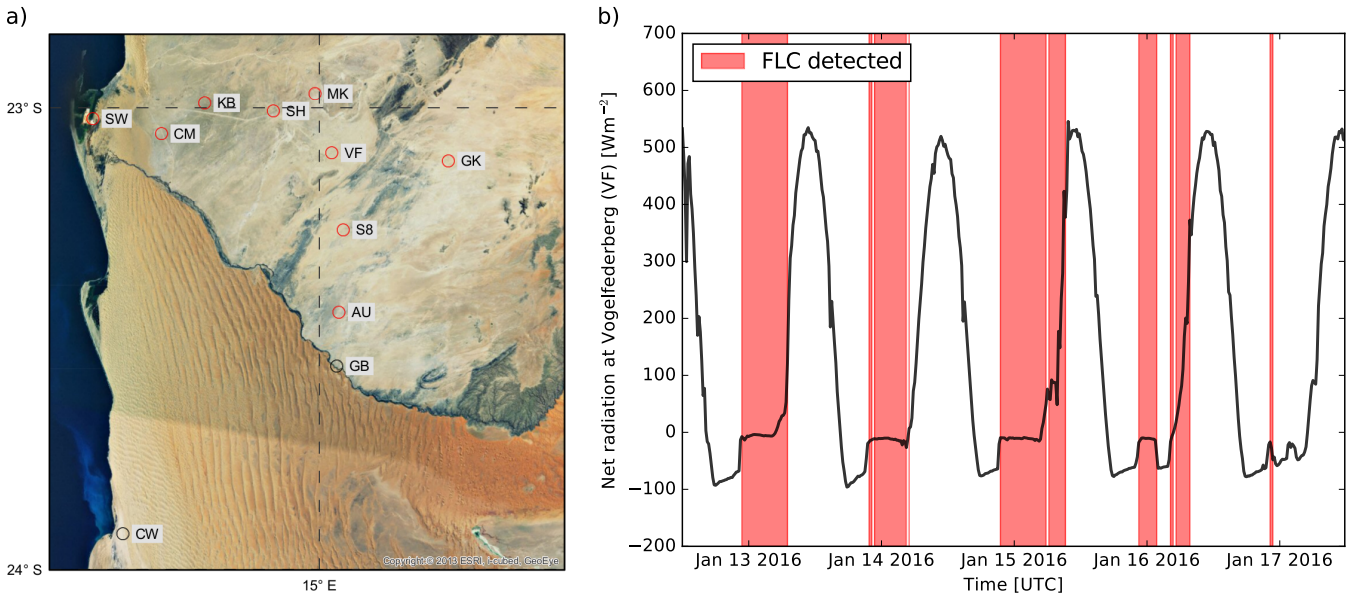 a)
23° S
24° S
15° E
SW
KB
CM
SH
MK
VF
GK
S8
AU
GB
CW
Copyright:© 2013 ESRI, i-cubed, GeoEye
b)
Net radiation at Vogelfederberg (VF) [Wm−2]
700
600
500
400
300
200
100
0
−100
−200
FLC detected
Jan 13 2016
Jan 14 2016
Jan 15 2016
Jan 16 2016
Jan 17 2016
Time [UTC]